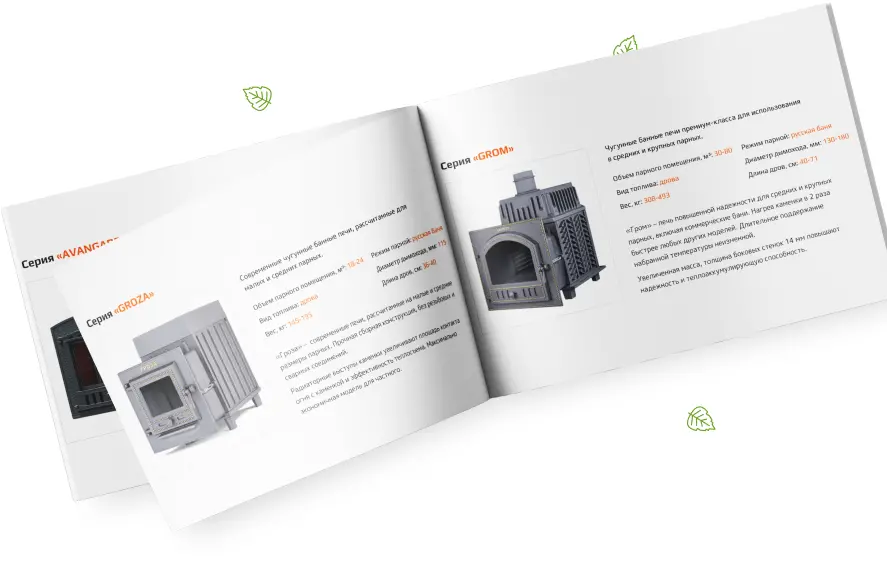 Серия «AVANGARD
Серия «GROZA»
Современные чугунные банные печи, рассчитанные для
малых и средних парных.
Объем парного помещения, м³: 18-24
Режим парной: русская баня
Вид топлива: дрова
Диаметр дымохода, мм: 115
Вес, кг: 145-195
Длина дров, см: 36-40
«Гроза» – современные печи, рассчитанные на малые и средние
размеры парных. Прочная сборная конструкция, без резьбовых и
сварных соединений.
Радиаторные выступы каменки увеличивают площадь контакта
огня с каменкой и эффективность теплосъема. Максимально
экономичная модель для частного.
Серия «GROM»
Чугунные банные печи премиум-класса для использования
в средних и крупных парных.
Объем парного помещения, м³: 30-80
Режим парной: русская баня
Вид топлива: дрова
Диаметр дымохода, мм: 130-180
Вес, кг: 308-493
Длина дров, см: 40-71
«Гром» – печь повышенной надежности для средних и крупных
парных, включая коммерческие бани. Нагрев каменки в 2 раза
быстрее любых других моделей. Длительное поддержание
набранной температуры неизменной.
Увеличенная масса, толщина боковых стенок 14 мм повышают
надежность и теплоаккумулирующую способность.